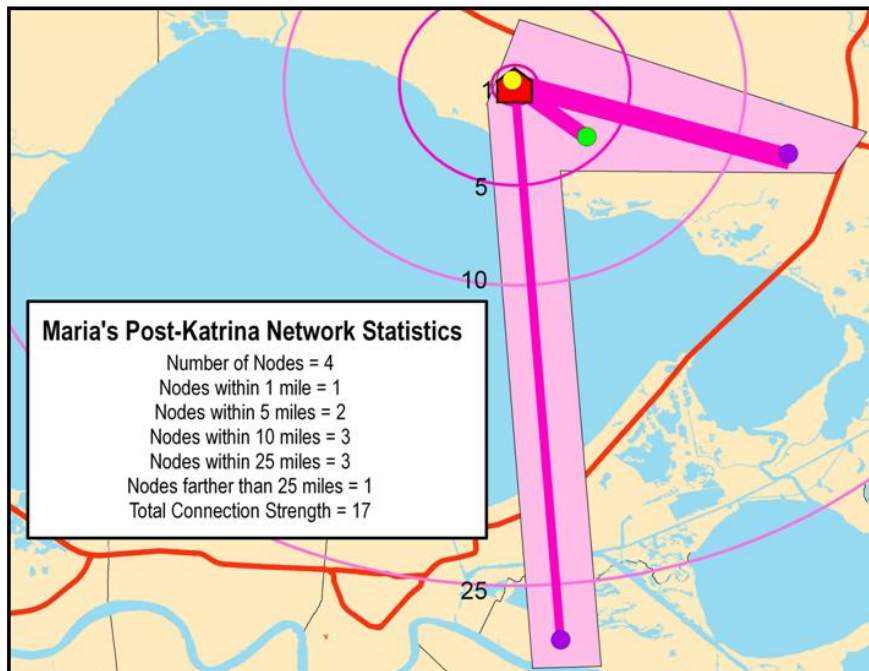 1
5
10
Maria's Post-Katrina Network Statistics
Number of Nodes = 4
Nodes within 1 mile = 1
Nodes within 5 miles = 2
Nodes within 10 miles = 3
Nodes within 25 miles = 3
Nodes farther than 25 miles = 1
Total Connection Strength = 17
25